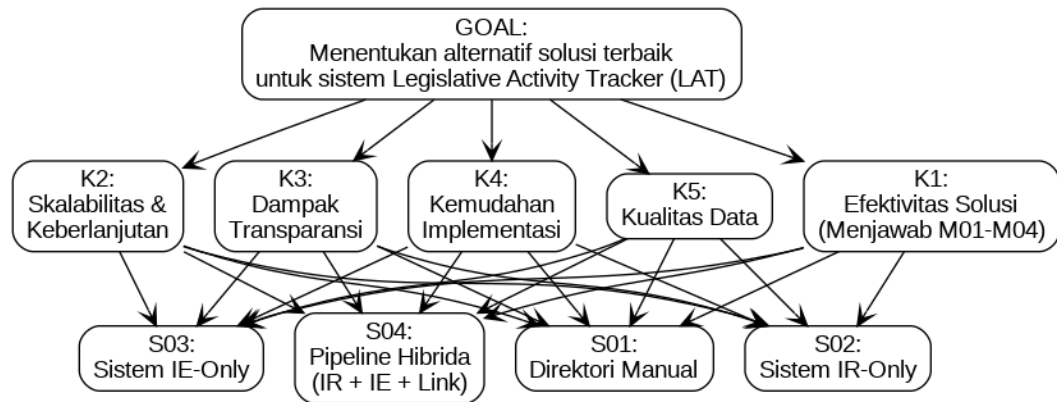 GOAL:
Menentukan alternatif solusi terbaik
untuk sistem Legislative Activity Tracker (LAT)
K2:
Skalabilitas &
Keberlanjutan
K3:
Dampak
Transparansi
K4:
Kemudahan
Implementasi
K5:
Kualitas Data
K1:
Efektivitas Solusi
(Menjawab M01-M04)
S03:
Sistem IE-Only
S04:
Pipeline Hibrida
(IR + IE + Link)
S01:
Direktori Manual
S02:
Sistem IR-Only